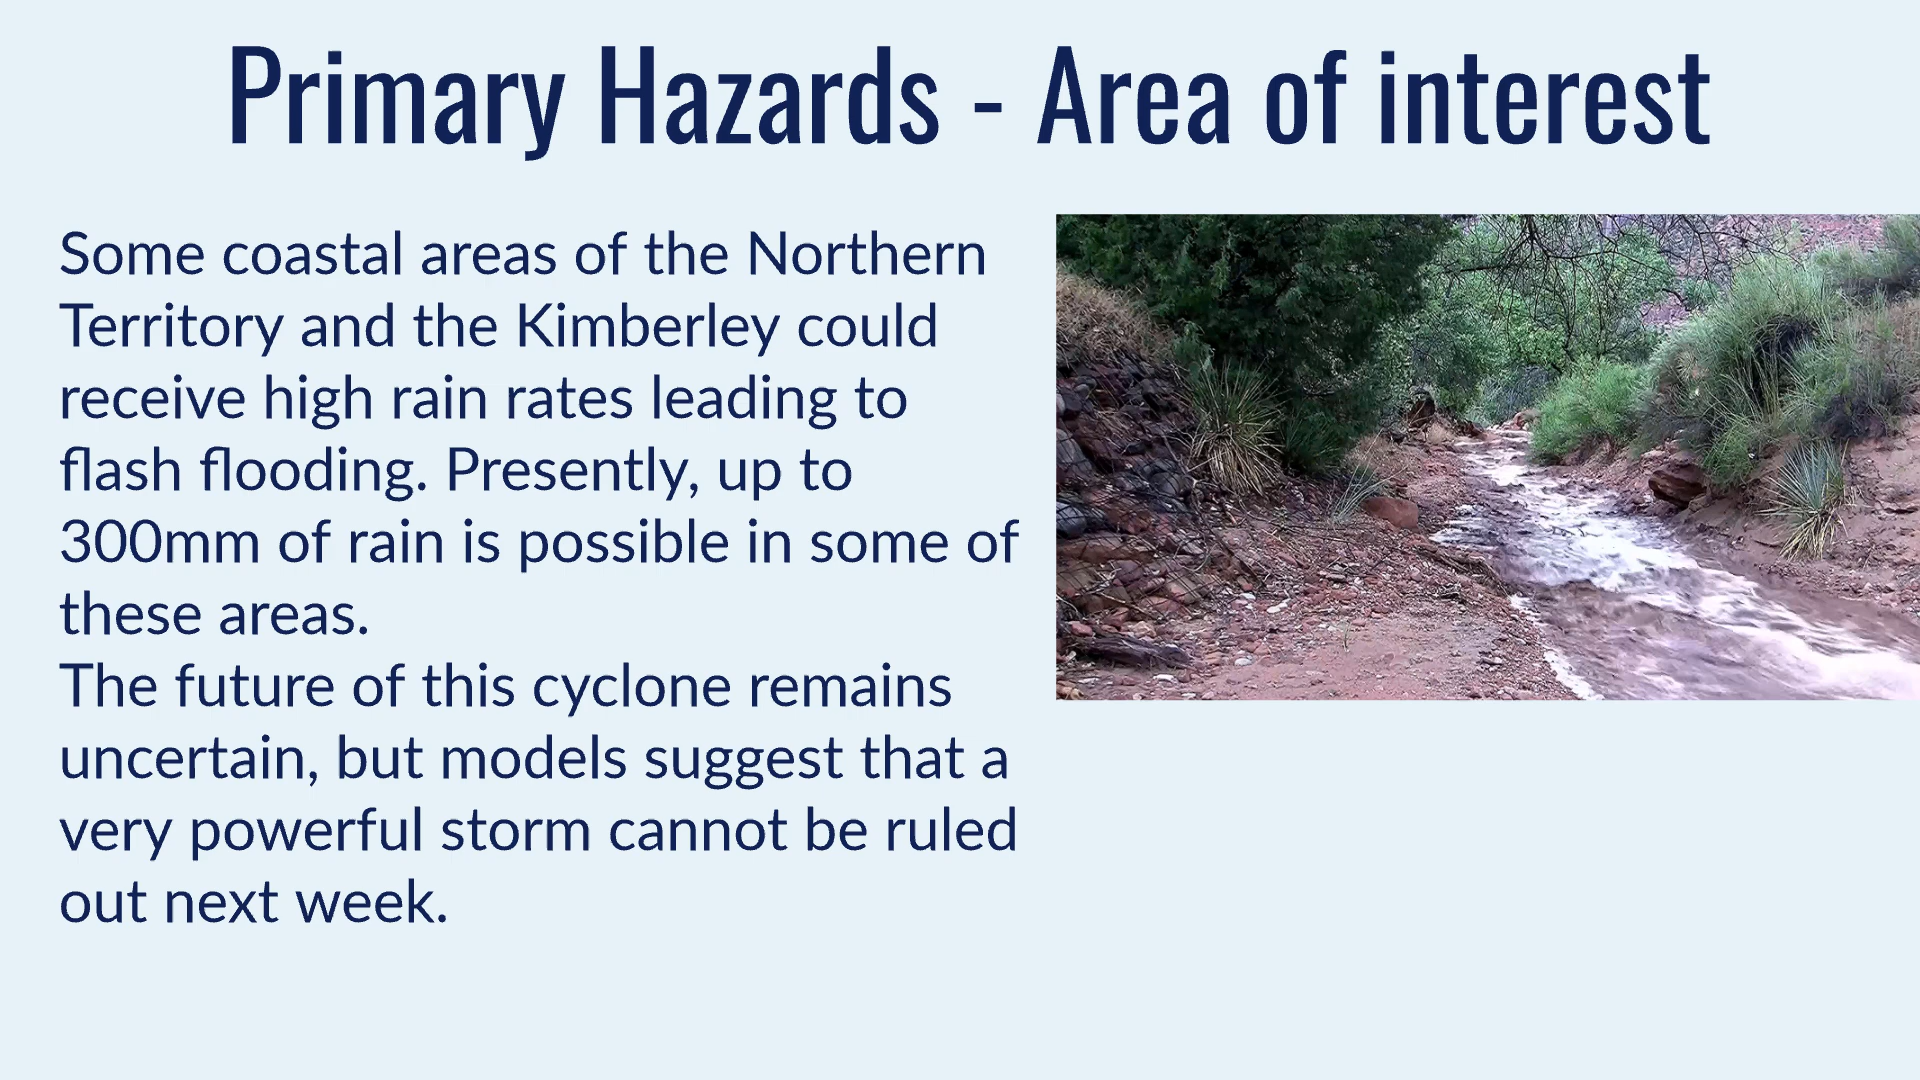 Primary Hazards - Area of interest
Some coastal areas of the Northern
Territory and the Kimberley could
receive high rain rates leading to
flash flooding. Presently, up to
300mm of rain is possible in some of
these areas.
The future of this cyclone remains
uncertain, but models suggest that a
very powerful storm cannot be ruled
out next week.